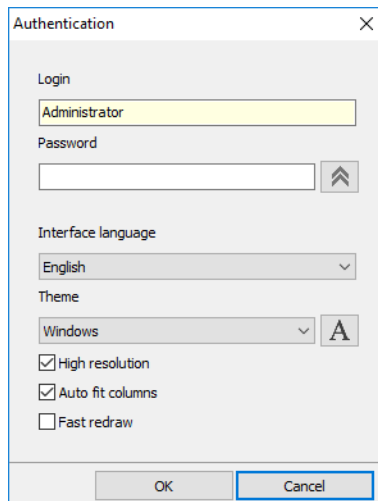 Authentication
Login
Administrator
Password
Interface language
English
Theme
Windows
A
High resolution
Auto fit columns
Fast redraw
OK Cancel